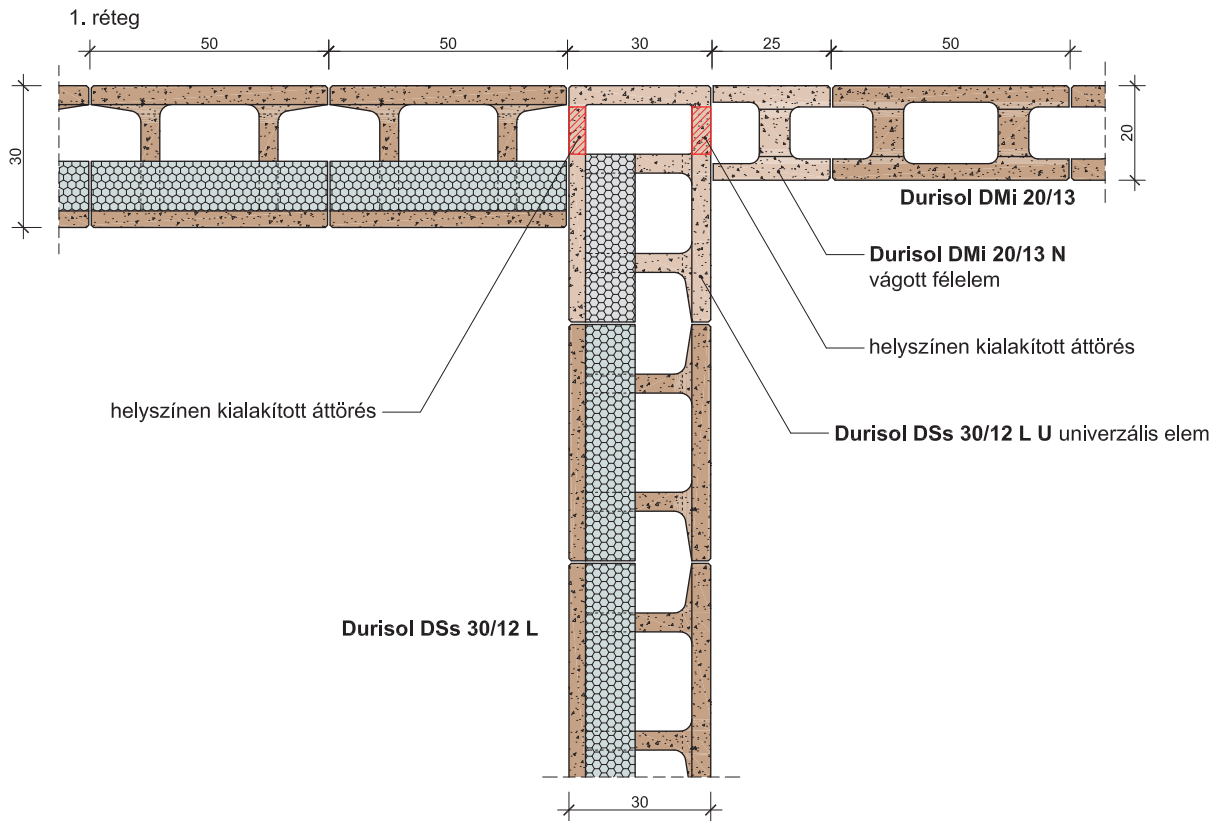 1. réteg
50
50
30
25
50
30
20
Durisol DMi 20/13
Durisol DMi 20/13 N
vágott félelem
helyszínen kialakított áttörés
helyszínen kialakított áttörés
Durisol DSs 30/12 L U univerzális elem
Durisol DSs 30/12 L
30